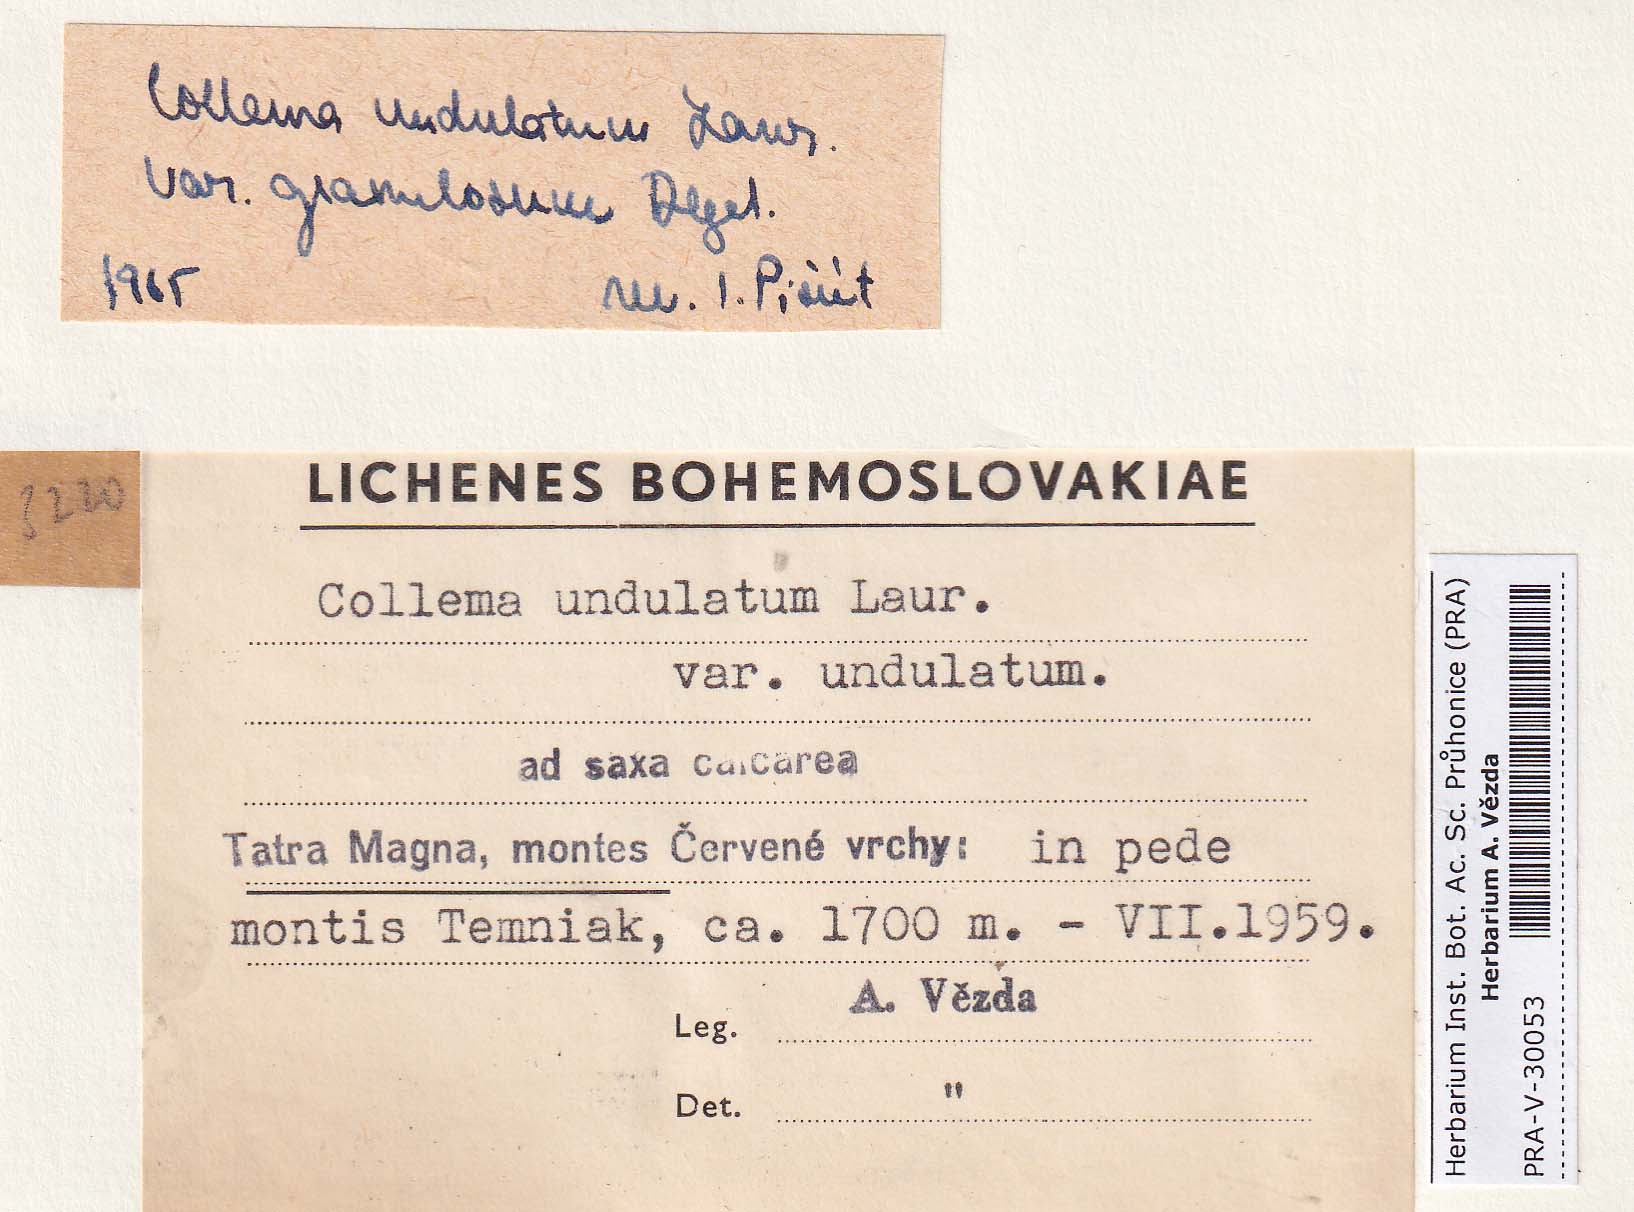 Collema undulatum Laur.
var. granulosum Degel.
1965 rev. I. Pišút
3220
LICHENES BOHEMOSLOVAKIAE
Collema undulatum Laur.
var. undulatum.
ad saxa calcarea
Tatra Magna, montes Červené vrchy: in pede
montis Temniak, ca. 1700 m. - VII.1959.
A. Vězda
Leg.
Det. "
Herbarium Inst. Bot. Ac. Sc. Průhonice (PRA)
Herbarium A. Vězda
PRA-V-30053